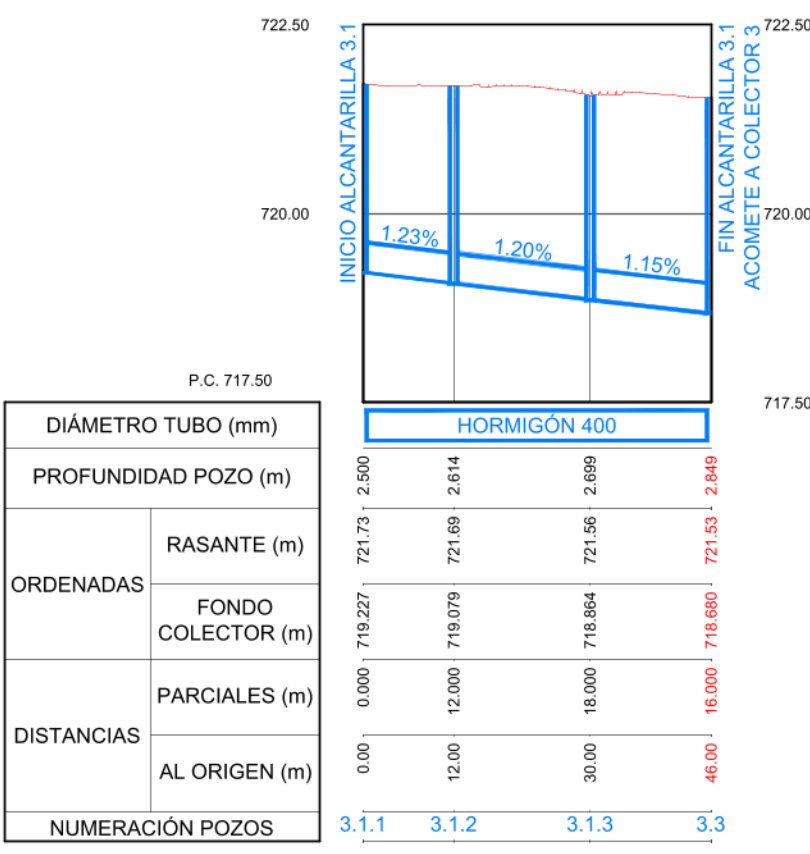 722.50
722.50
INICIO ALCANTARILLA 3.1
FIN ALCANTARILLA 3.1
ACOMETE A COLECTOR 3
720.00
720.00
1.23%
1.20%
1.15%
P.C. 717.50
717.50
DIÁMETRO TUBO (mm)
HORMIGÓN 400
PROFUNDIDAD POZO (m)
2.500
2.614
2.699
2.849
ORDENADAS
RASANTE (m)
721.73
721.69
721.56
721.53
FONDO
COLECTOR (m)
719.227
719.079
718.864
718.680
DISTANCIAS
PARCIALES (m)
0.000
12.000
18.000
16.000
AL ORIGEN (m)
0.00
12.00
30.00
46.00
NUMERACIÓN POZOS
3.1.1
3.1.2
3.1.3
3.3